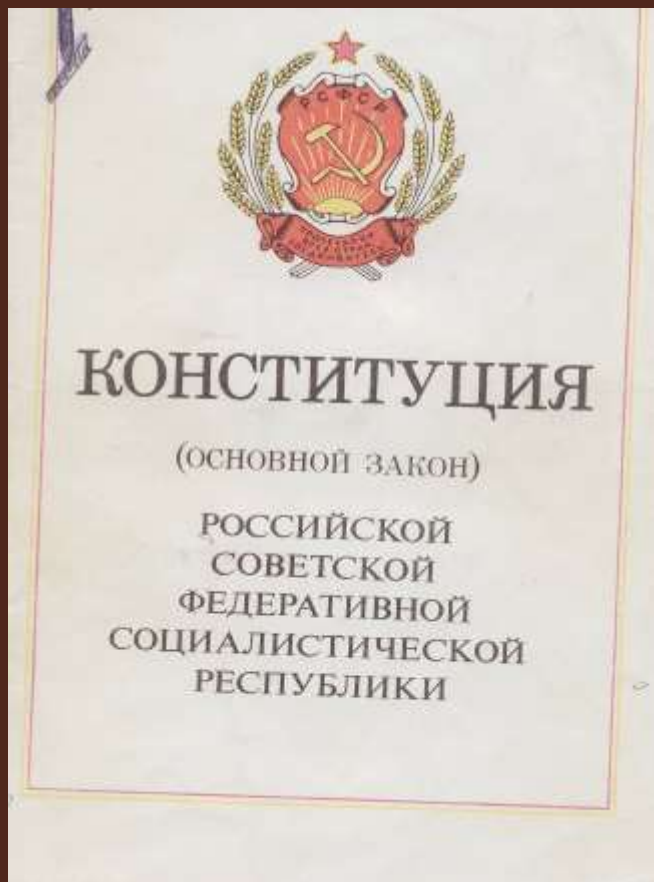 РСФСР
КОНСТИТУЦИЯ
(ОСНОВНОЙ ЗАКОН)
РОССИЙСКОЙ
СОВЕТСКОЙ
ФЕДЕРАТИВНОЙ
СОЦИАЛИСТИЧЕСКОЙ
РЕСПУБЛИКИ